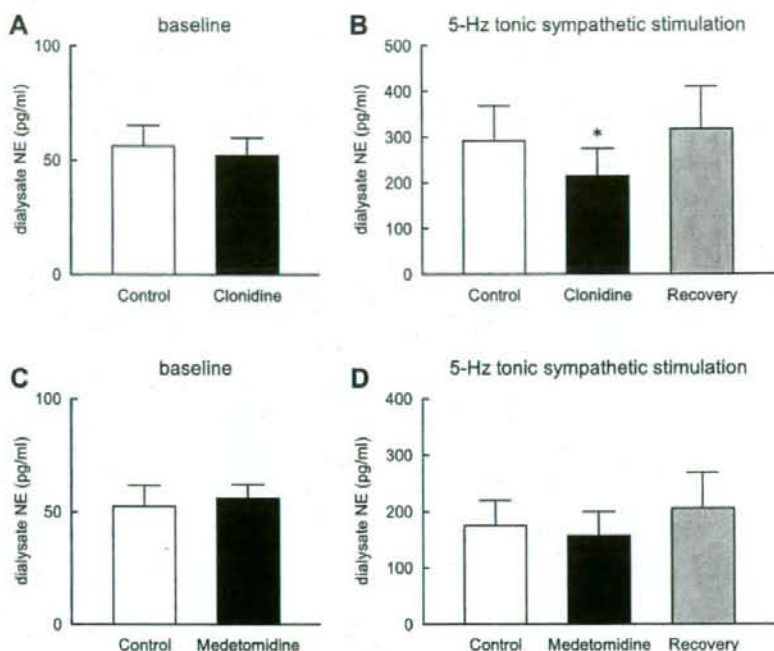 A
baseline
dialysate NE (pg/ml)
100
50
0
Control Clonidine
B
5-Hz tonic sympathetic stimulation
dialysate NE (pg/ml)
500
400
300
200
100
0
*
Control Clonidine Recovery
C
baseline
dialysate NE (pg/ml)
100
50
0
Control Medetomidine
D
5-Hz tonic sympathetic stimulation
dialysate NE (pg/ml)
400
300
200
100
0
Control Medetomidine Recovery